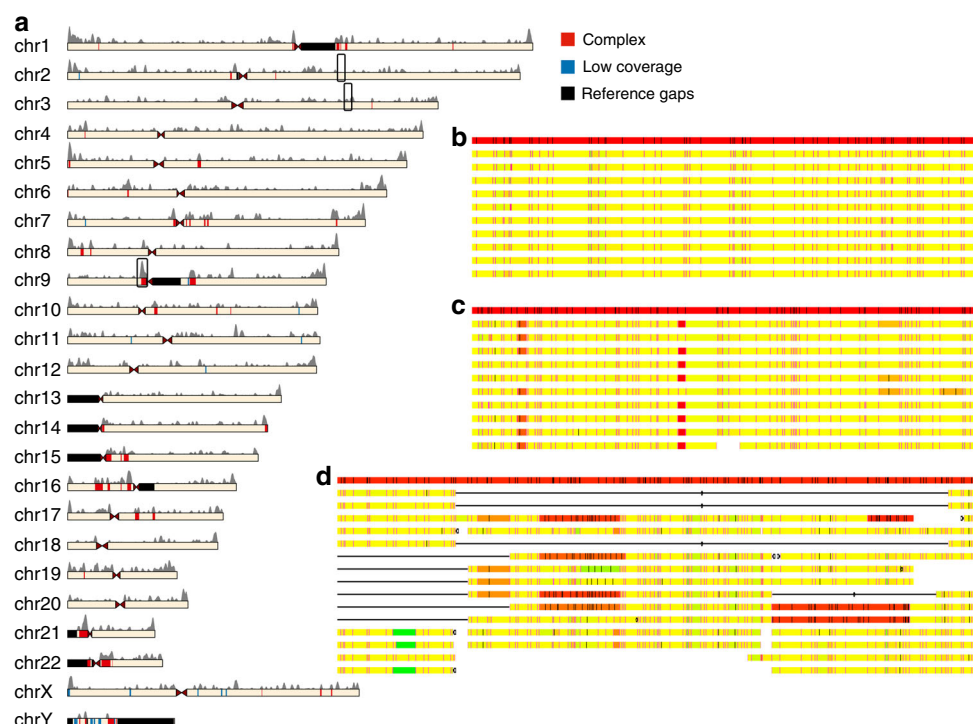 a
chr1
chr2
chr3
chr4
chr5
chr6
chr7
chr8
chr9
chr10
chr11
chr12
chr13
chr14
chr15
chr16
chr17
chr18
chr19
chr20
chr21
chr22
chrX
chrY
Complex
Low coverage
Reference gaps
b
c
d